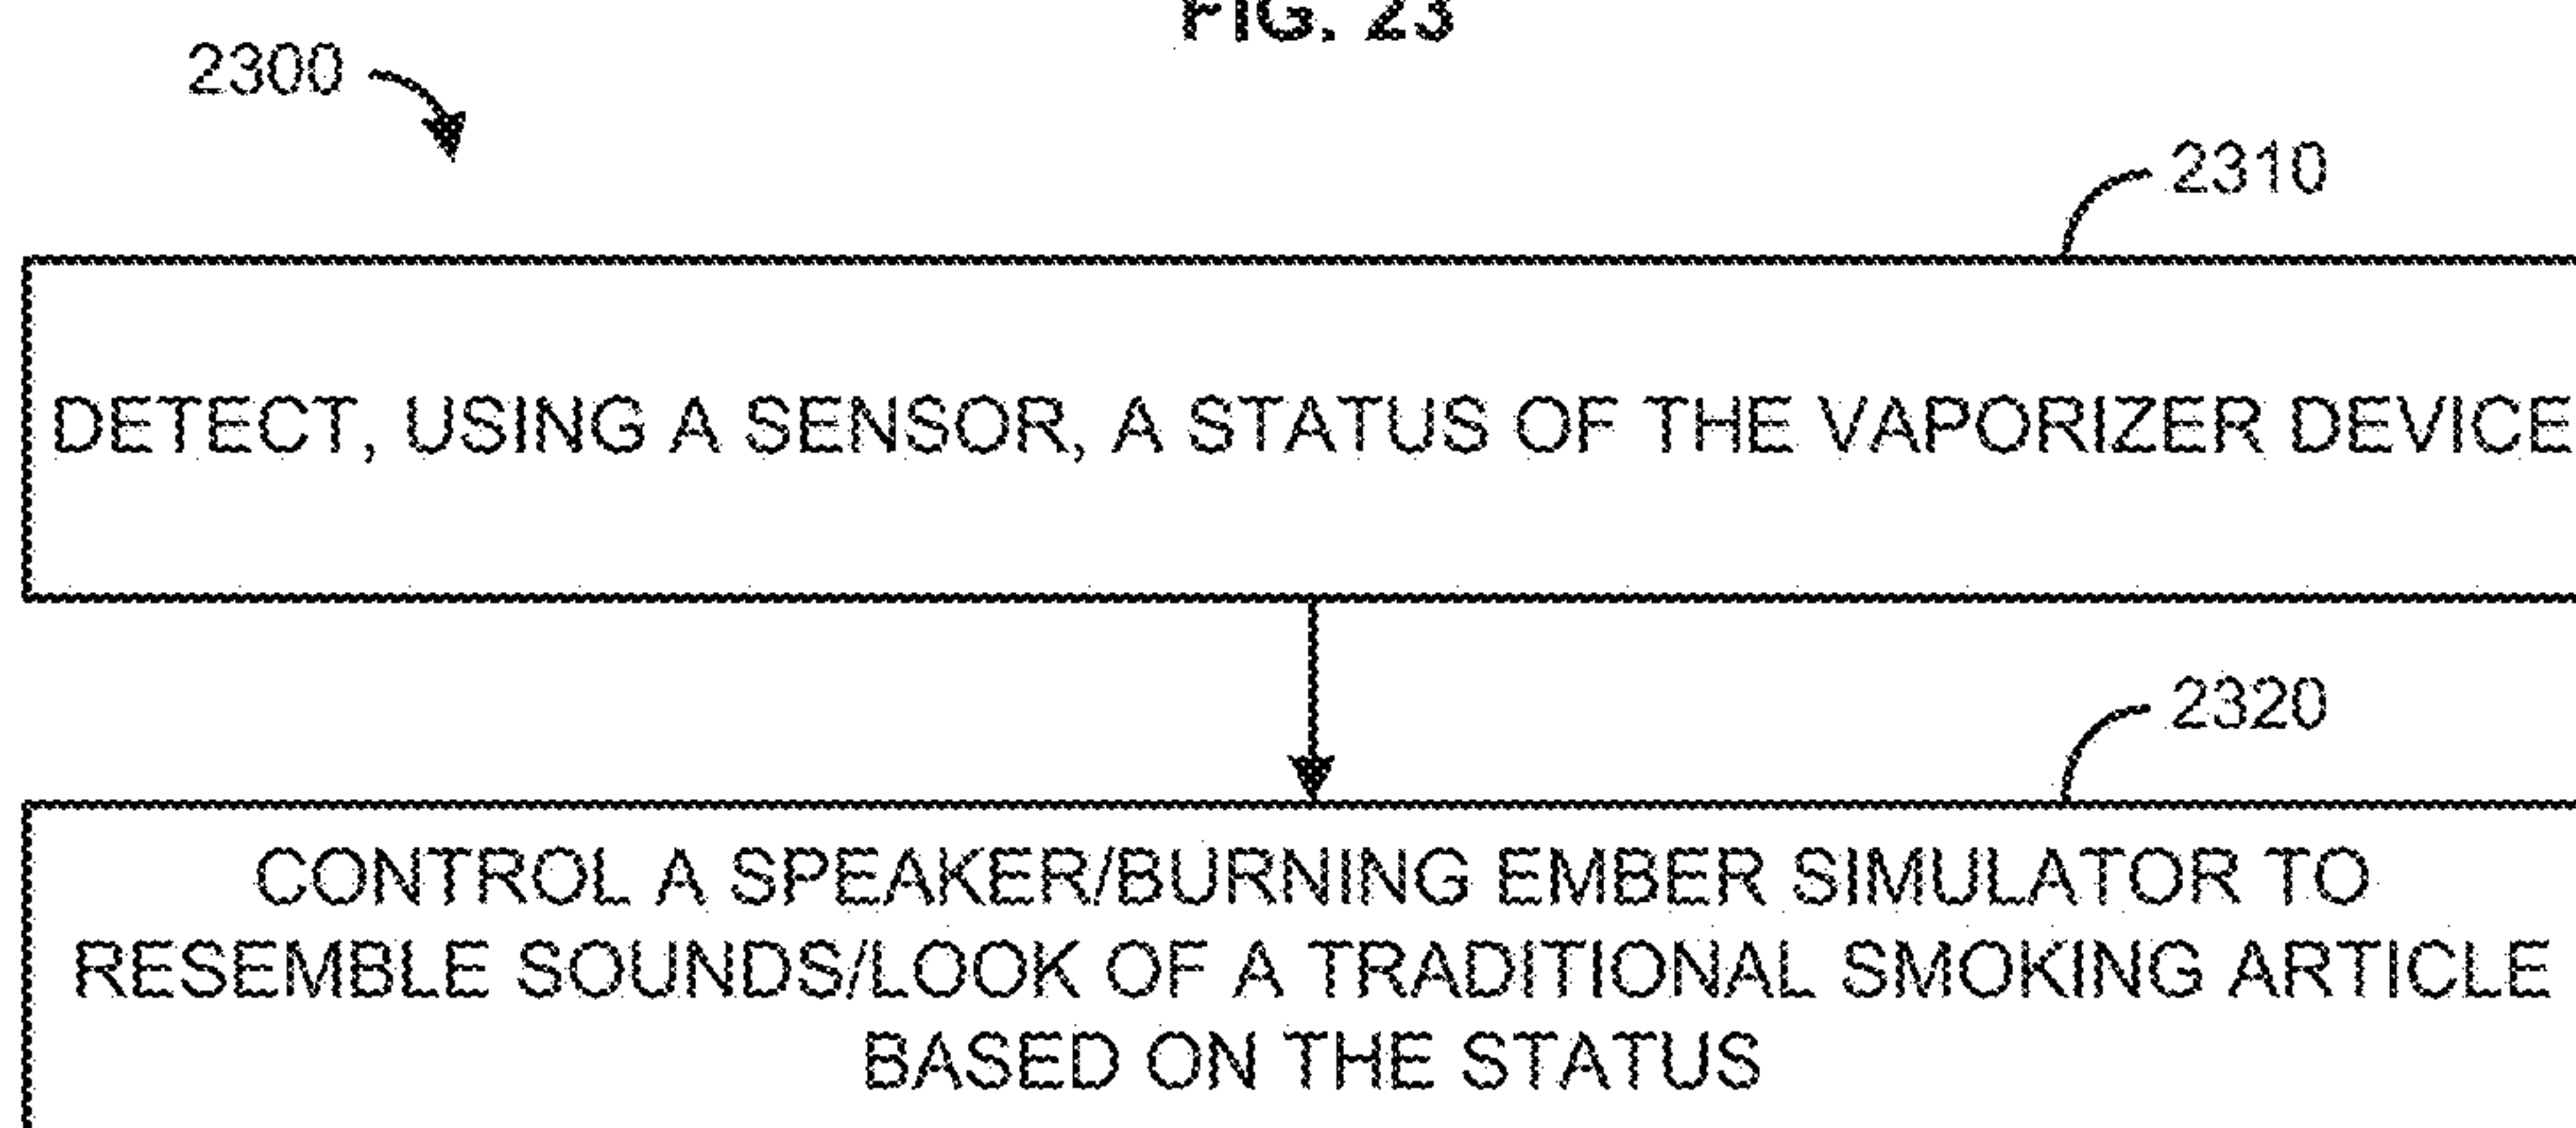 FIG. 23
2300
2310
DETECT, USING A SENSOR, A STATUS OF THE VAPORIZER DEVICE
2320
CONTROL A SPEAKER/BURNING EMBER SIMULATOR TO
RESEMBLE SOUNDS/LOOK OF A TRADITIONAL SMOKING ARTICLE
BASED ON THE STATUS